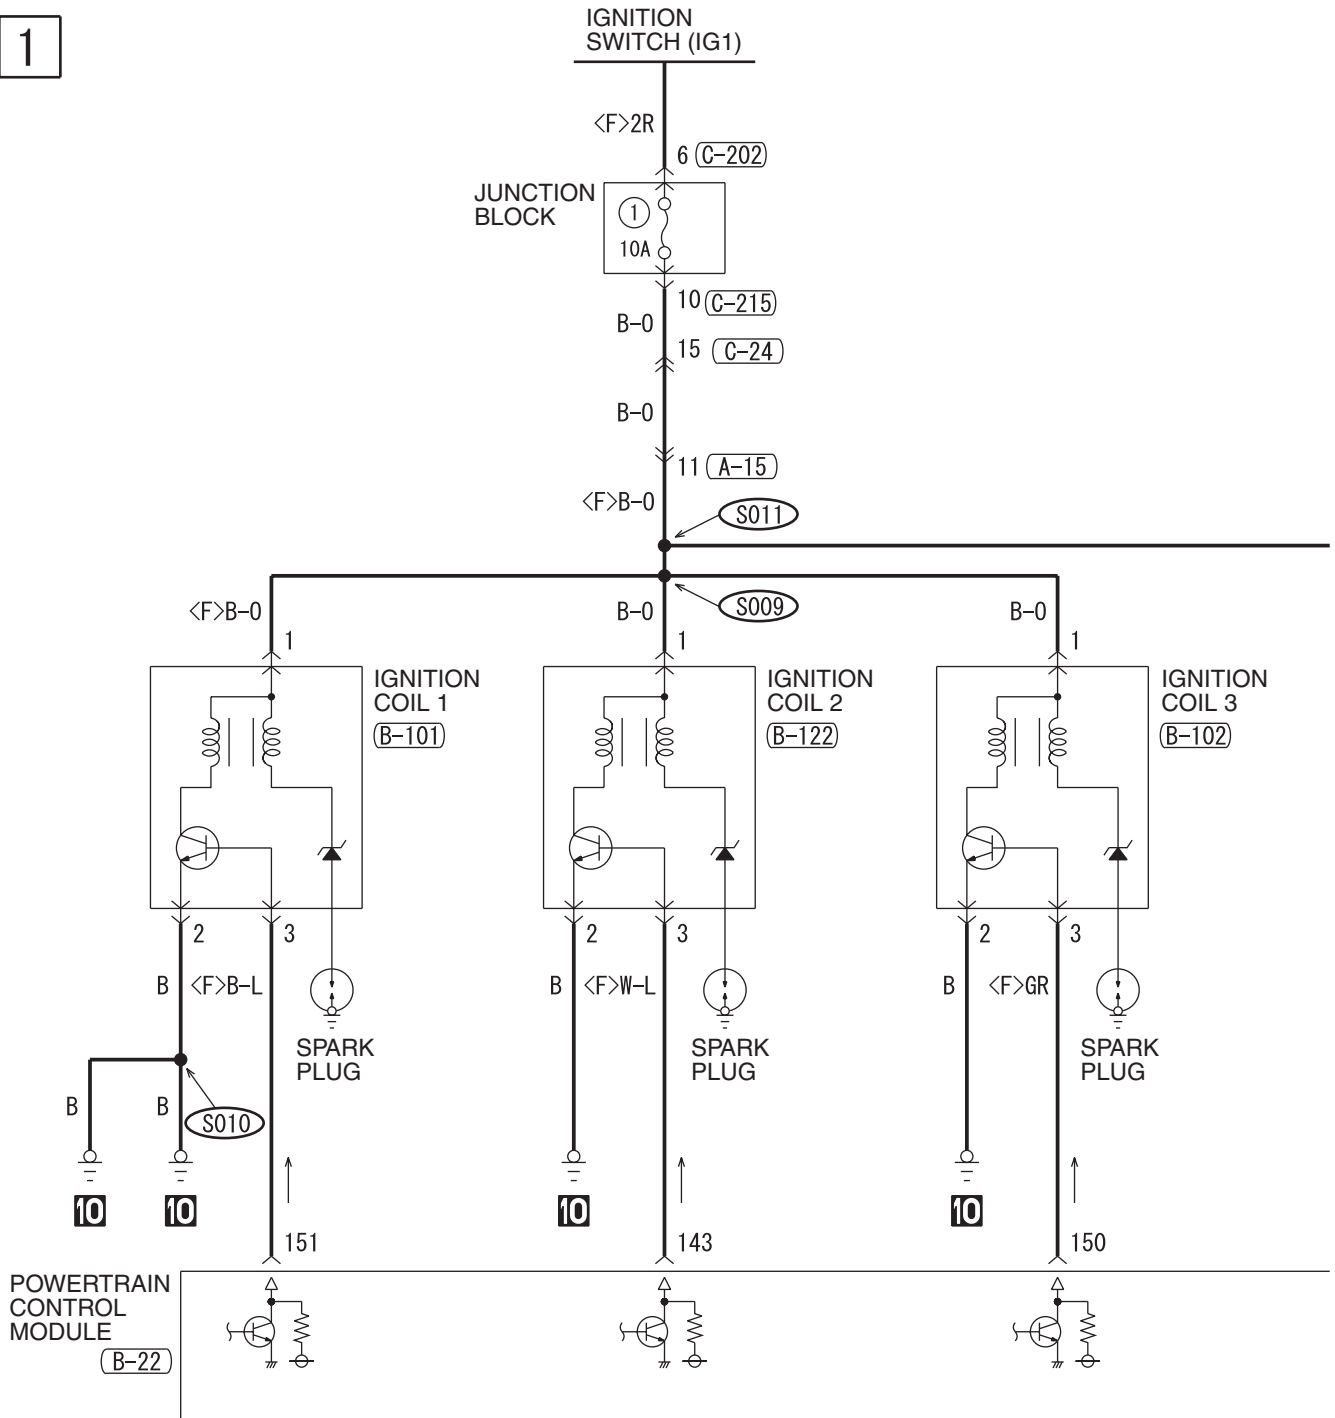 1
IGNITION
SWITCH (IG1)
<F>2R
6 C-202
JUNCTION
BLOCK
1
10A
10 C-215
B-O
15 C-24
B-O
11 A-15
<F>B-O
S011
S009
<F>B-O
B-O
B-O
1
1
1
IGNITION
COIL 1
B-101
IGNITION
COIL 2
B-122
IGNITION
COIL 3
B-102
2 3
2 3
2 3
B <F>B-L
B <F>W-L
B <F>GR
SPARK
PLUG
SPARK
PLUG
SPARK
PLUG
B B
S010
10 10 10 10
151 143 150
POWERTRAIN
CONTROL
MODULE
B-22